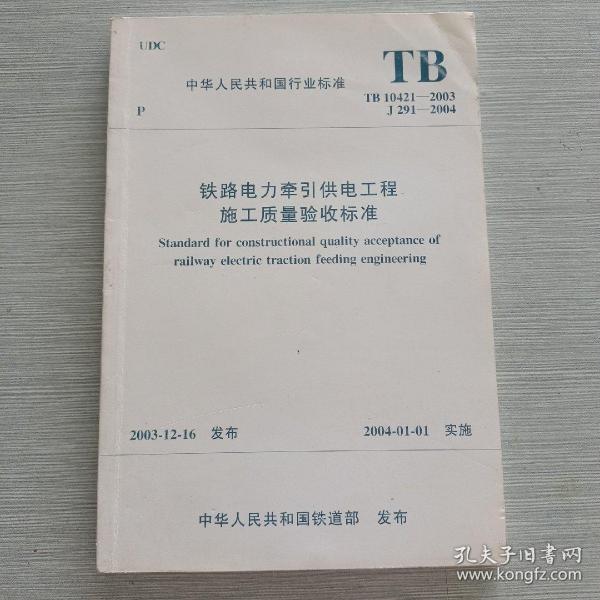 UDC
TB
中华人民共和国行业标准
TB 10421—2003
P
J 291—2004
铁路电力牵引供电工程
施工质量验收标准
Standard for constructional quality acceptance of
railway electric traction feeding engineering
2003-12-16 发布
2004-01-01 实施
中华人民共和国铁道部 发布
孔夫子旧书网
www.kongfz.com